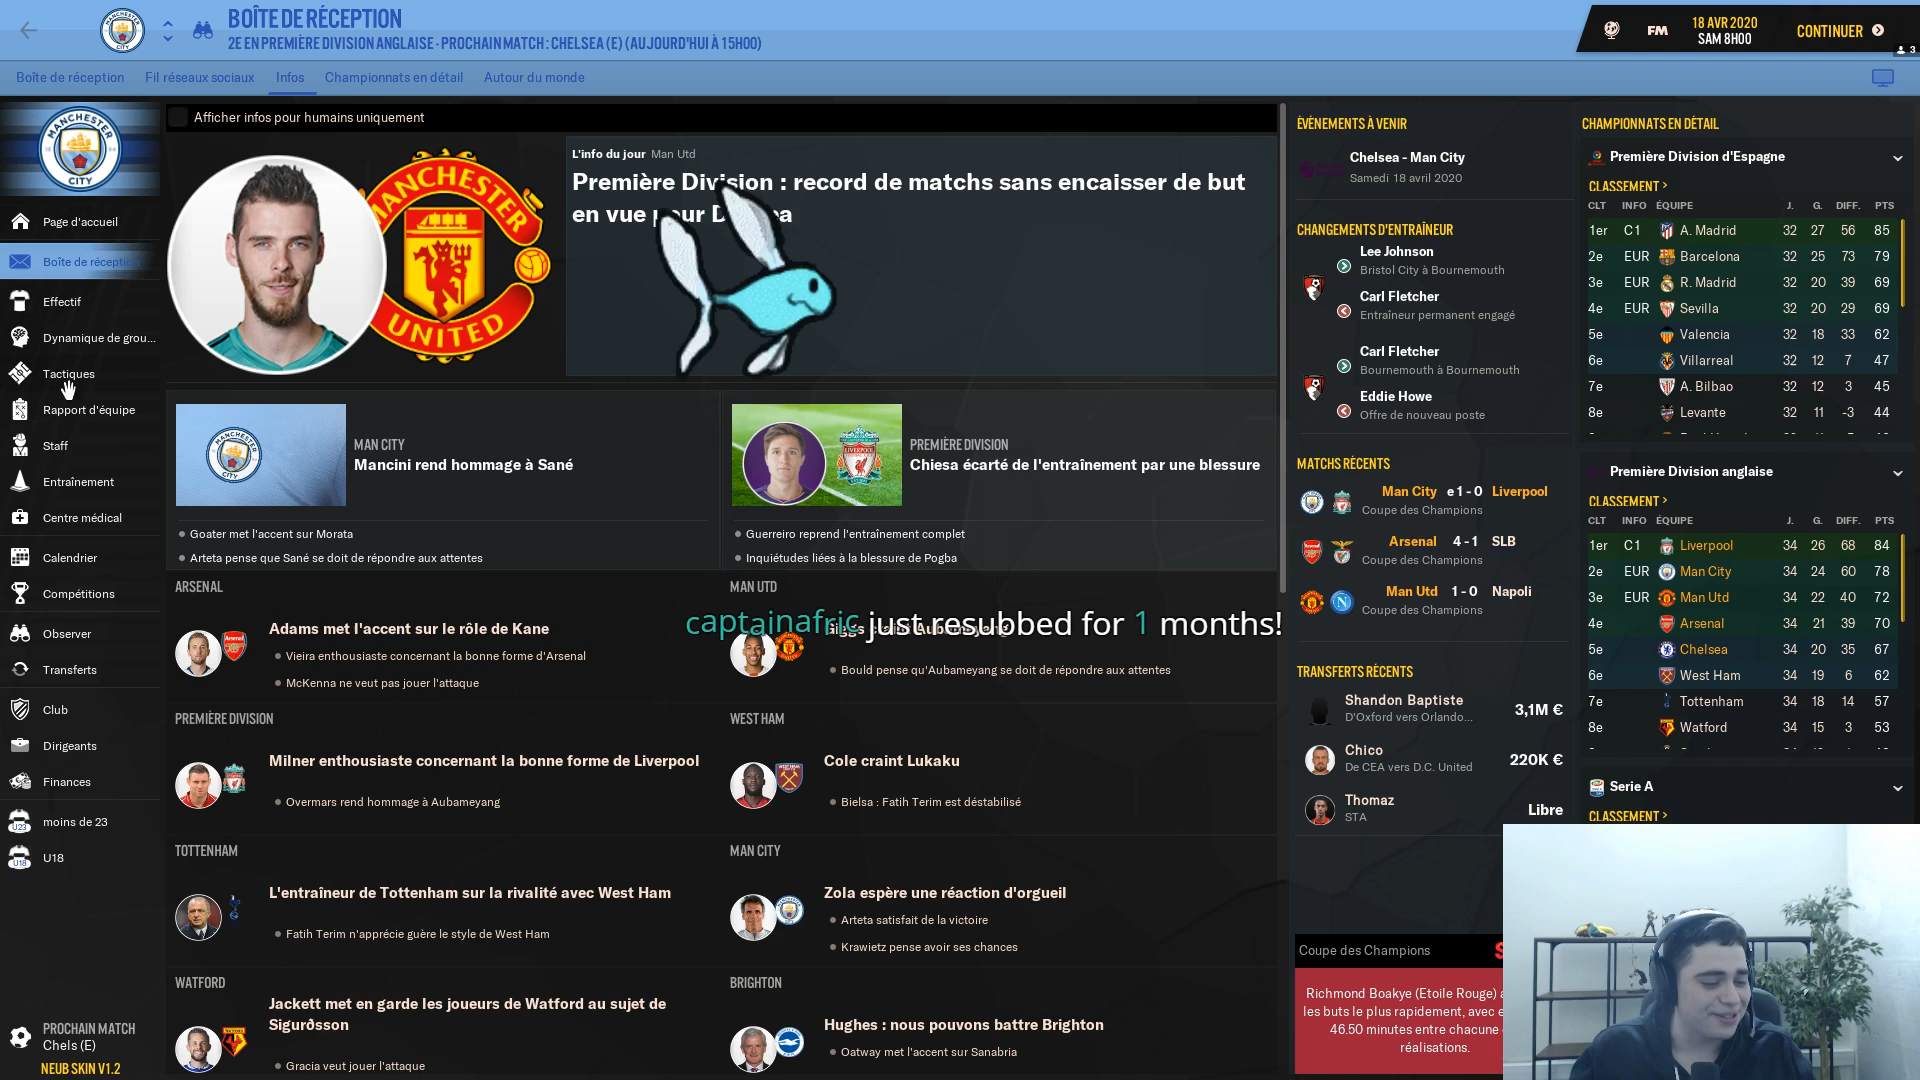 BOÎTE DE RÉCEPTION
2E EN PREMIÈRE DIVISION ANGLAISE - PROCHAIN MATCH : CHELSEA (E) (AUJOURD'HUI À 15H00)
18 AVR 2020
SAM 8H00
FM
CONTINUER
3
Boîte de réception
Fil réseaux sociaux
Infos
Championnats en détail
Autour du monde
MANCHESTER
CITY
Page d'accueil
Boîte de réception
Effectif
Dynamique de grou...
Tactiques
Rapport d'équipe
Staff
Entraînement
Centre médical
Calendrier
Compétitions
Observer
Transferts
Club
Dirigeants
Finances
U23 moins de 23
U18 U18
PROCHAIN MATCH
Chels (E)
NEUB SKIN V1.2
Afficher infos pour humains uniquement
MANCHESTER
UNITED
L'info du jour Man Utd
Première Division : record de matchs sans encaisser de but
en vue pour
MAN CITY
Mancini rend hommage à Sané
Goater met l'accent sur Morata
Arteta pense que Sané se doit de répondre aux attentes
PREMIÈRE DIVISION
Chiesa écarté de l'entraînement par une blessure
Guerreiro reprend l'entraînement complet
Inquiétudes liées à la blessure de Pogba
ARSENAL
Adams met l'accent sur le rôle de Kane
Vieira enthousiaste concernant la bonne forme d'Arsenal
McKenna ne veut pas jouer l'attaque
MAN UTD
captainafric just resubbed for 1 months!
Bould pense qu'Aubameyang se doit de répondre aux attentes
PREMIÈRE DIVISION
Milner enthousiaste concernant la bonne forme de Liverpool
Overmars rend hommage à Aubameyang
WEST HAM
Cole craint Lukaku
Bielsa : Fatih Terim est déstabilisé
TOTTENHAM
L'entraîneur de Tottenham sur la rivalité avec West Ham
Fatih Terim n'apprécie guère le style de West Ham
MAN CITY
Zola espère une réaction d'orgueil
Arteta satisfait de la victoire
Krawietz pense avoir ses chances
WATFORD
Jackett met en garde les joueurs de Watford au sujet de
Sigurðsson
Gracia veut jouer l'attaque
BRIGHTON
Hughes : nous pouvons battre Brighton
Oatway met l'accent sur Sanabria
ÉVÉNEMENTS À VENIR
Chelsea - Man City
Samedi 18 avril 2020
CHANGEMENTS D'ENTRAÎNEUR
Lee Johnson
Bristol City à Bournemouth
Carl Fletcher
Entraîneur permanent engagé
Carl Fletcher
Bournemouth à Bournemouth
Eddie Howe
Offre de nouveau poste
MATCHS RÉCENTS
Man City e 1 - 0 Liverpool
Coupe des Champions
Arsenal 4 - 1 SLB
Coupe des Champions
Man Utd 1 - 0 Napoli
Coupe des Champions
TRANSFERTS RÉCENTS
Shandon Baptiste
D'Oxford vers Orlando...
3,1M €
Chico
De CEA vers D.C. United
220K €
Thomaz
STA
Libre
Coupe des Champions
Richmond Boakye (Etoile Rouge)
les buts le plus rapidement, avec
46.50 minutes entre chacune
réalisations.
CHAMPIONNATS EN DÉTAIL
Première Division d'Espagne
CLASSEMENT >
CLT INFO ÉQUIPE J. G. DIFF. PTS
1er C1 A. Madrid 32 27 56 85
2e EUR Barcelona 32 25 73 79
3e EUR R. Madrid 32 20 39 69
4e EUR Sevilla 32 20 29 69
5e Valencia 32 18 33 62
6e Villarreal 32 12 7 47
7e A. Bilbao 32 12 3 45
8e Levante 32 11 -3 44
Première Division anglaise
CLASSEMENT >
CLT INFO ÉQUIPE J. G. DIFF. PTS
1er C1 Liverpool 34 26 68 84
2e EUR Man City 34 24 60 78
3e EUR Man Utd 34 22 40 72
4e Arsenal 34 21 39 70
5e Chelsea 34 20 35 67
6e West Ham 34 19 6 62
7e Tottenham 34 18 14 57
8e Watford 34 15 3 53
Serie A
CLASSEMENT >